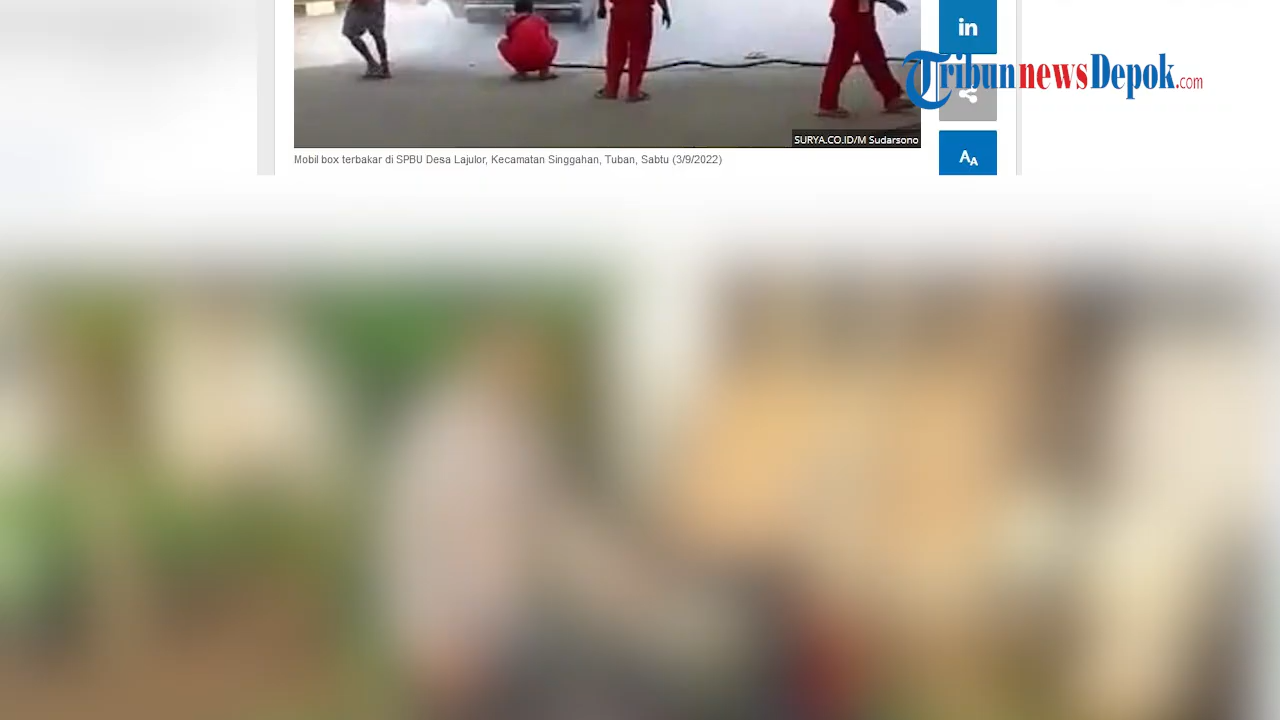 in
TribunnewsDepok.com
SURYA.CO.ID/M Sudarsono
AA
Mobil box terbakar di SPBU Desa Lajulor, Kecamatan Singgahan, Tuban, Sabtu (3/9/2022)